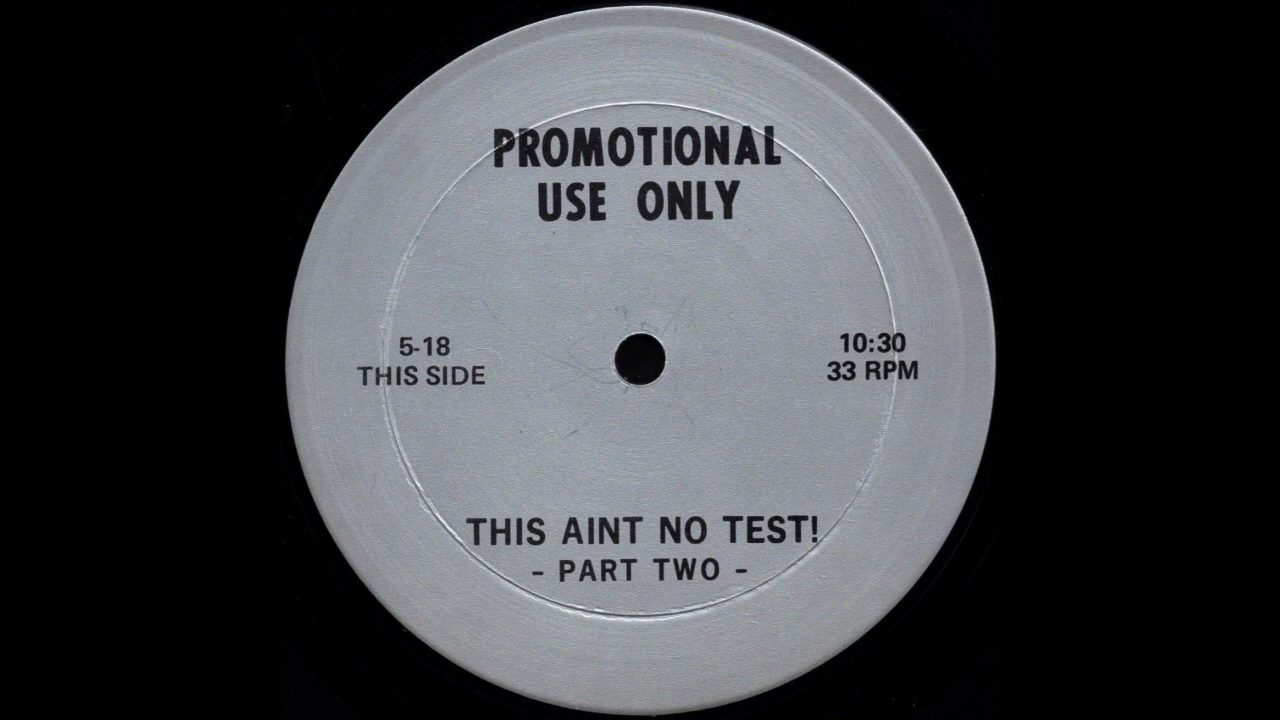 PROMOTIONAL
USE ONLY
5-18
THIS SIDE
10:30
33 RPM
THIS AINT NO TEST!
- PART TWO -